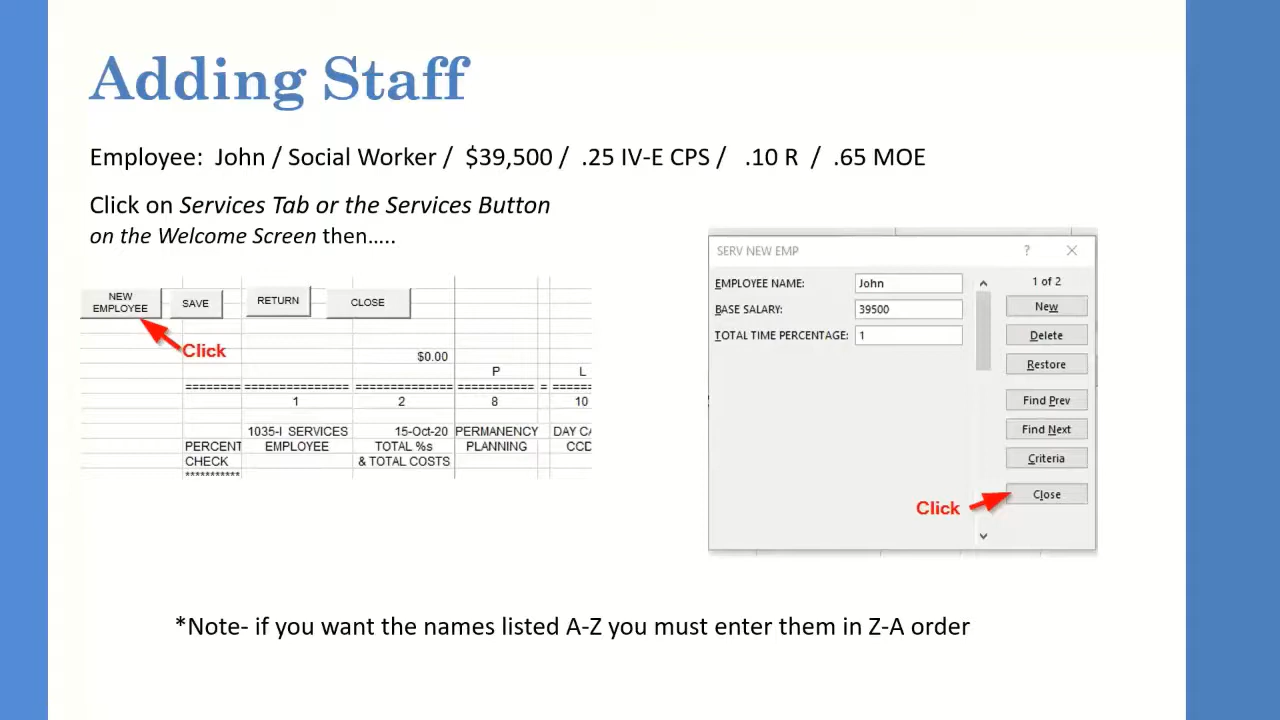 Adding Staff
Employee:  John / Social Worker /  $39,500 /  .25 IV-E CPS /   .10 R  /  .65 MOE
Click on Services Tab or the Services Button
on the Welcome Screen then…..
NEW
EMPLOYEE
SAVE
RETURN
CLOSE
Click
$0.00
P
L
======== =============== ============== =========== = =====
1
2
8
10
1035-I  SERVICES
15-Oct-20
PERMANENCY
DAY CA
PERCENT
EMPLOYEE
TOTAL %s
PLANNING
CCD
CHECK
& TOTAL COSTS
***********
SERV NEW EMP
?
EMPLOYEE NAME:
John
1 of 2
BASE SALARY:
39500
New
TOTAL TIME PERCENTAGE:
1
Delete
Restore
Find Prev
Find Next
Criteria
Close
Click
*Note- if you want the names listed A-Z you must enter them in Z-A order